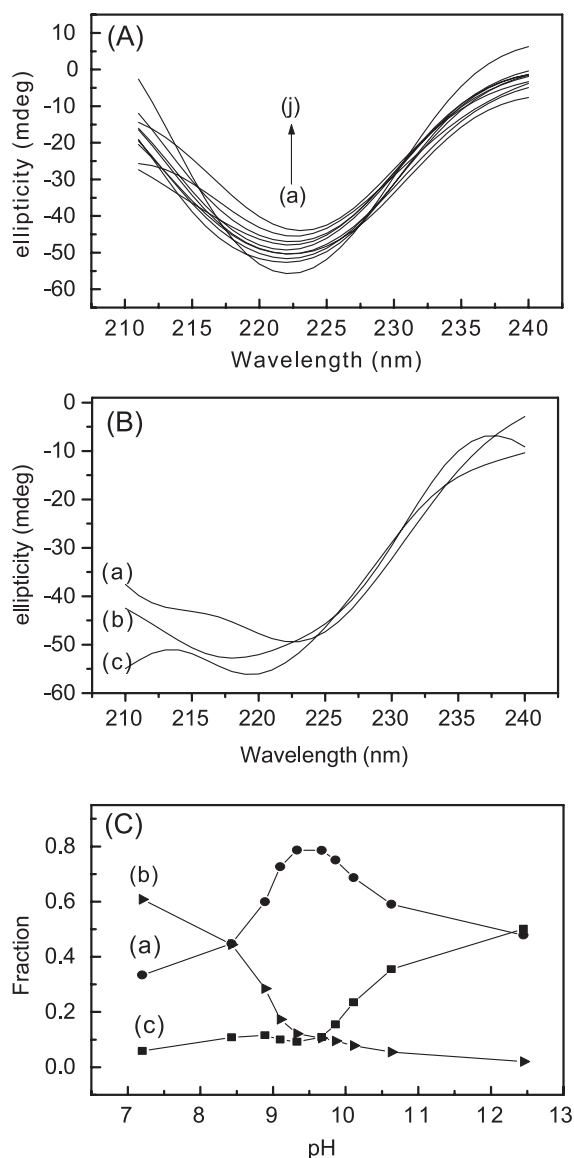 (A)
10
0
-10
-20
-30
-40
-50
-60
ellipticity (mdeg)
(j)
(a)
210 215 220 225 230 235 240
Wavelength (nm)
(B)
0
-10
-20
-30
-40
-50
-60
ellipticity (mdeg)
(a)
(b)
(c)
210 215 220 225 230 235 240
Wavelength (nm)
(C)
0.8
0.6
0.4
0.2
0.0
Fraction
(b)
(a)
(c)
7 8 9 10 11 12 13
pH